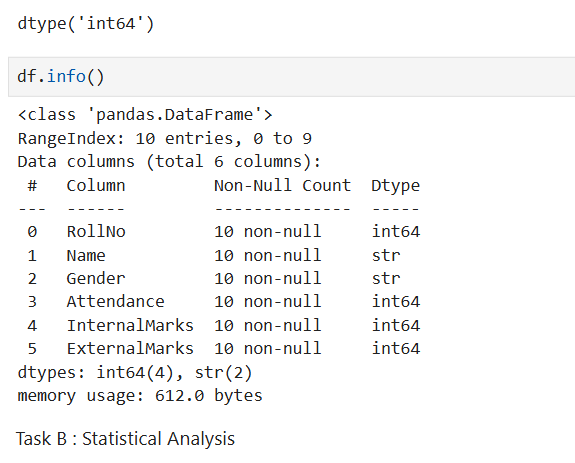 dtype('int64')
df.info()
<class 'pandas.DataFrame'>
RangeIndex: 10 entries, 0 to 9
Data columns (total 6 columns):
 #   Column         Non-Null Count  Dtype
---  ------         --------------  -----
 0   RollNo         10 non-null     int64
 1   Name           10 non-null     str
 2   Gender         10 non-null     str
 3   Attendance     10 non-null     int64
 4   InternalMarks  10 non-null     int64
 5   ExternalMarks  10 non-null     int64
dtypes: int64(4), str(2)
memory usage: 612.0 bytes
Task B : Statistical Analysis